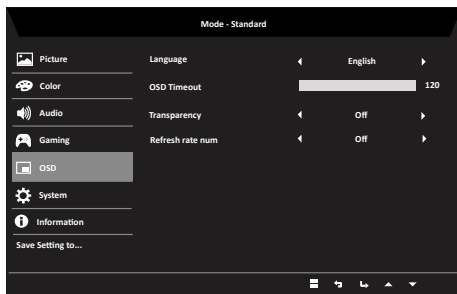 Mode - Standard
Picture
Language English
Color
OSD Timeout 120
Audio
Transparency Off
Gaming
Refresh rate num Off
OSD
System
Information
Save Setting to...